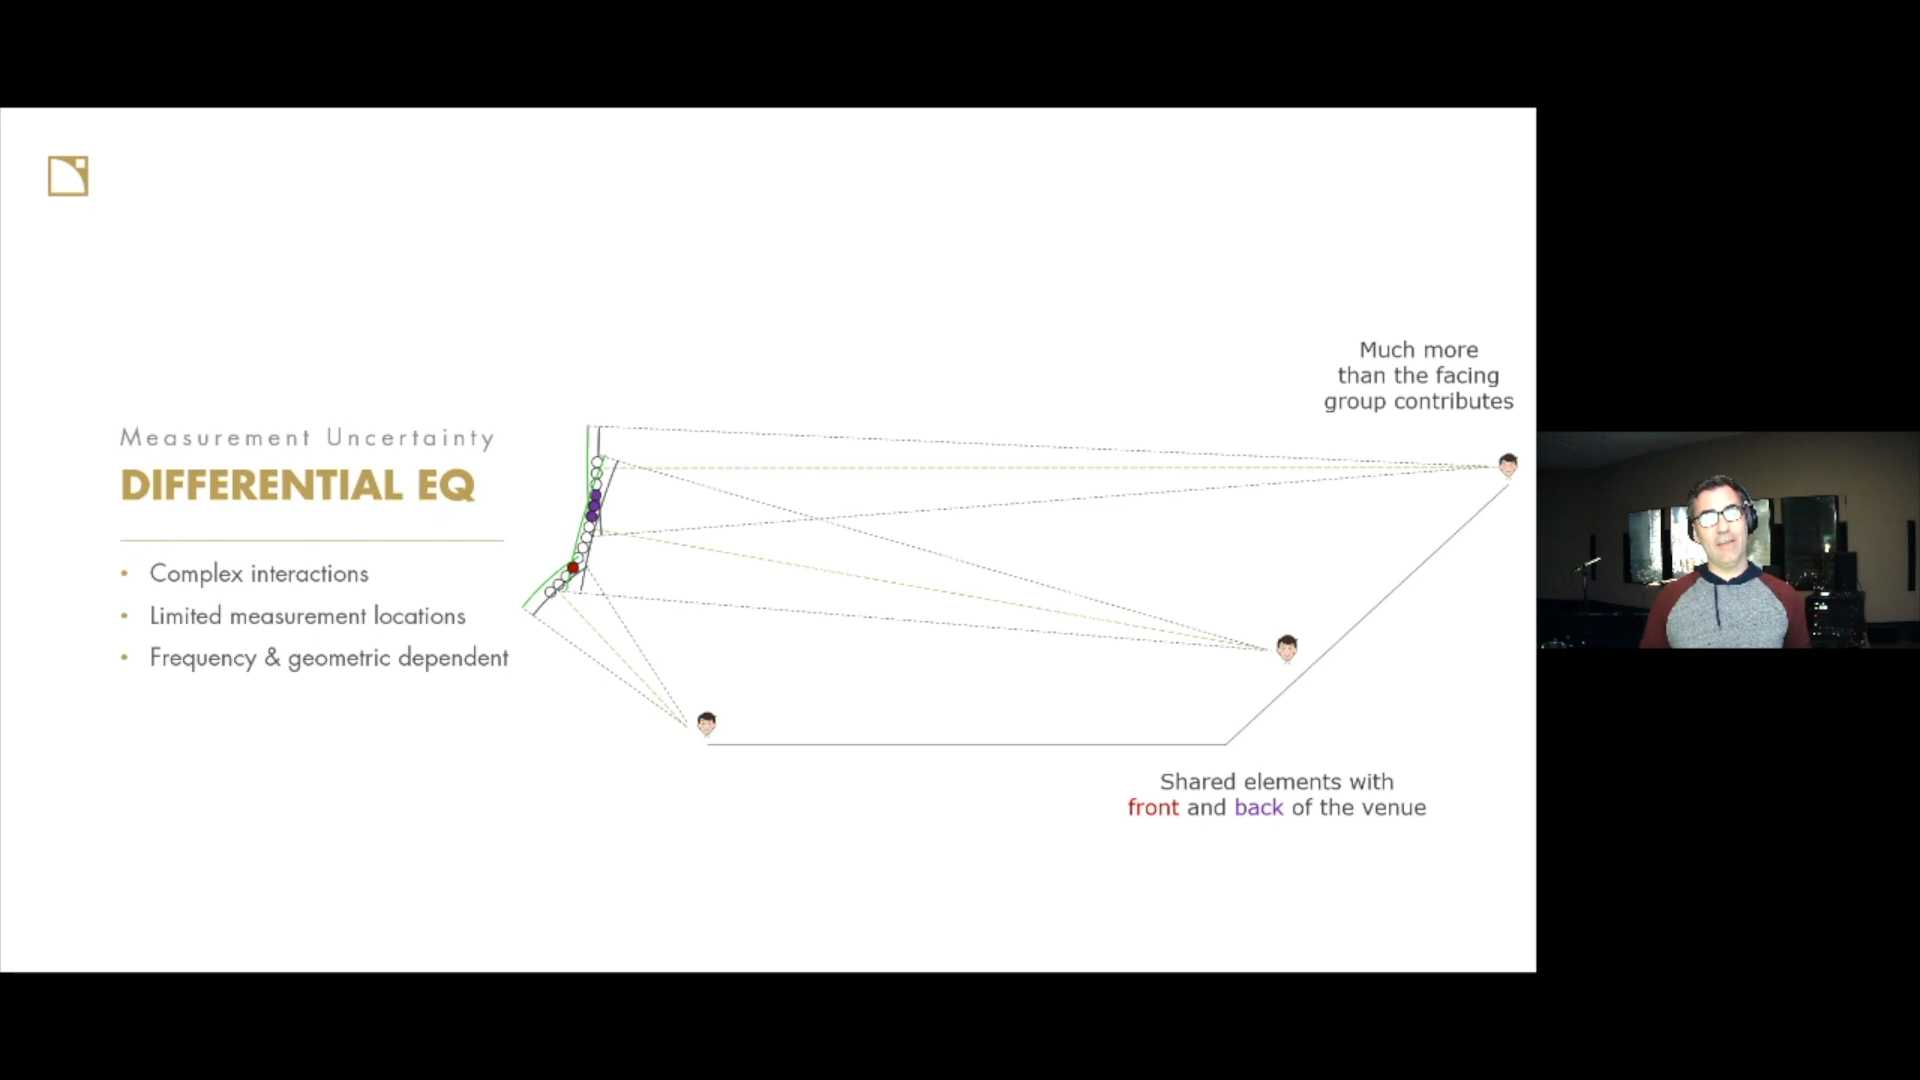 Measurement Uncertainty
DIFFERENTIAL EQ
• Complex interactions
• Limited measurement locations
• Frequency & geometric dependent
Much more
than the facing
group contributes
Shared elements with
front and back of the venue